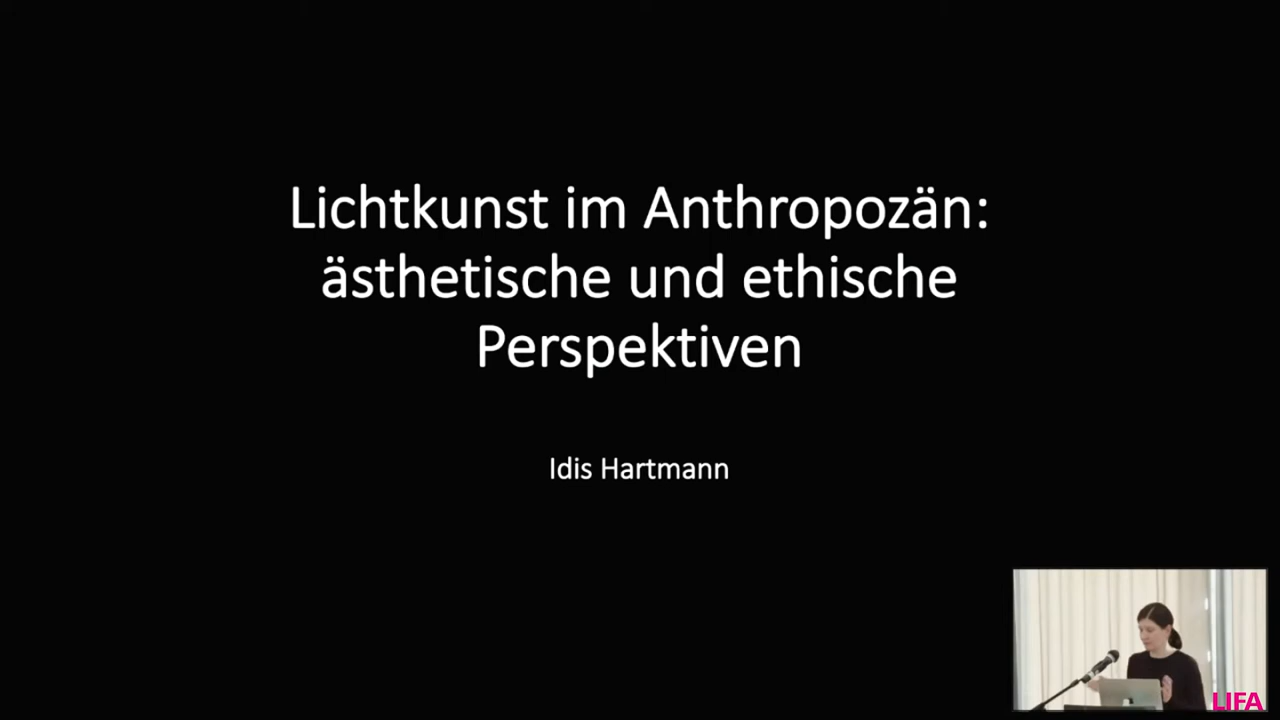 Lichtkunst im Anthropozän:
ästhetische und ethische
Perspektiven
Idis Hartmann
LIFA